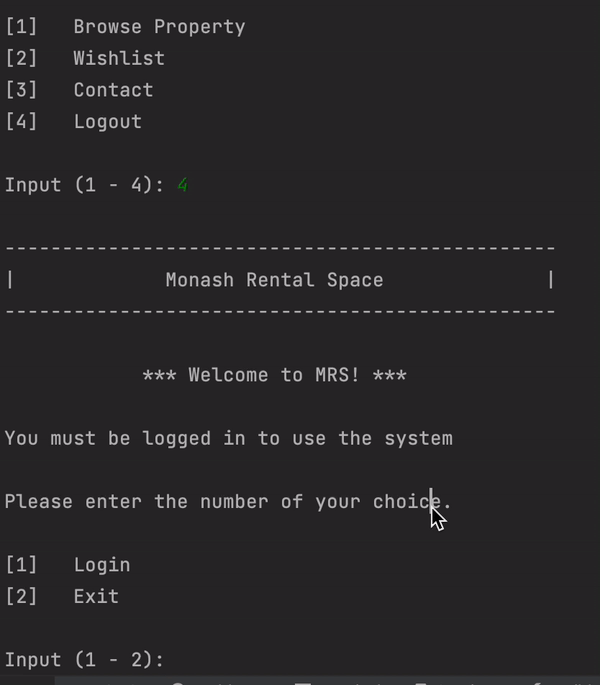 [1]   Browse Property
[2]   Wishlist
[3]   Contact
[4]   Logout
Input (1 - 4): 4
------------------------------------------------
|             Monash Rental Space              |
------------------------------------------------
*** Welcome to MRS! ***
You must be logged in to use the system
Please enter the number of your choice.
[1]   Login
[2]   Exit
Input (1 - 2):